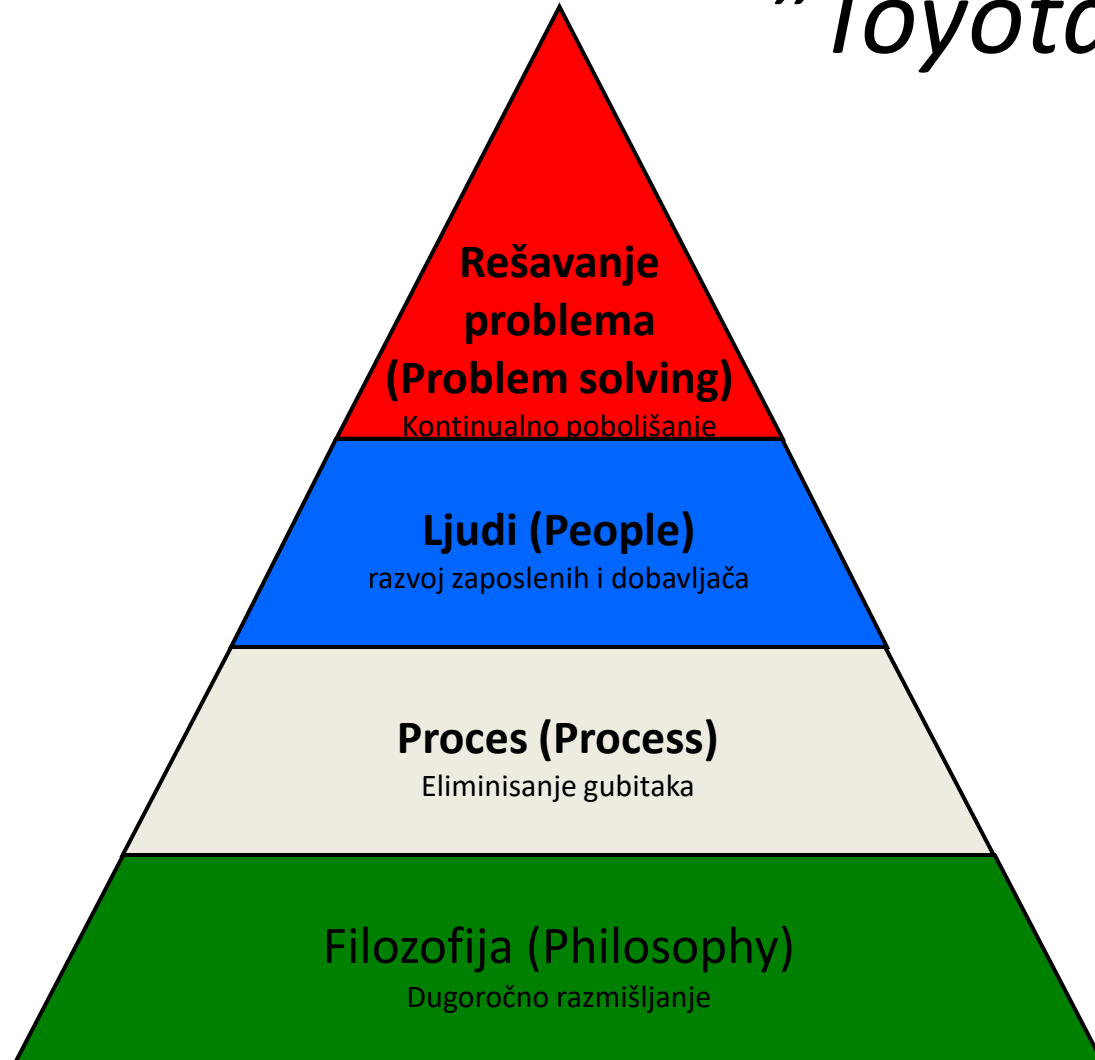 ”Toyota
Rešavanje
problema
(Problem solving)
Kontinualno poboljšanje
Ljudi (People)
razvoj zaposlenih i dobavljača
Proces (Process)
Eliminisanje gubitaka
Filozofija (Philosophy)
Dugoročno razmišljanje